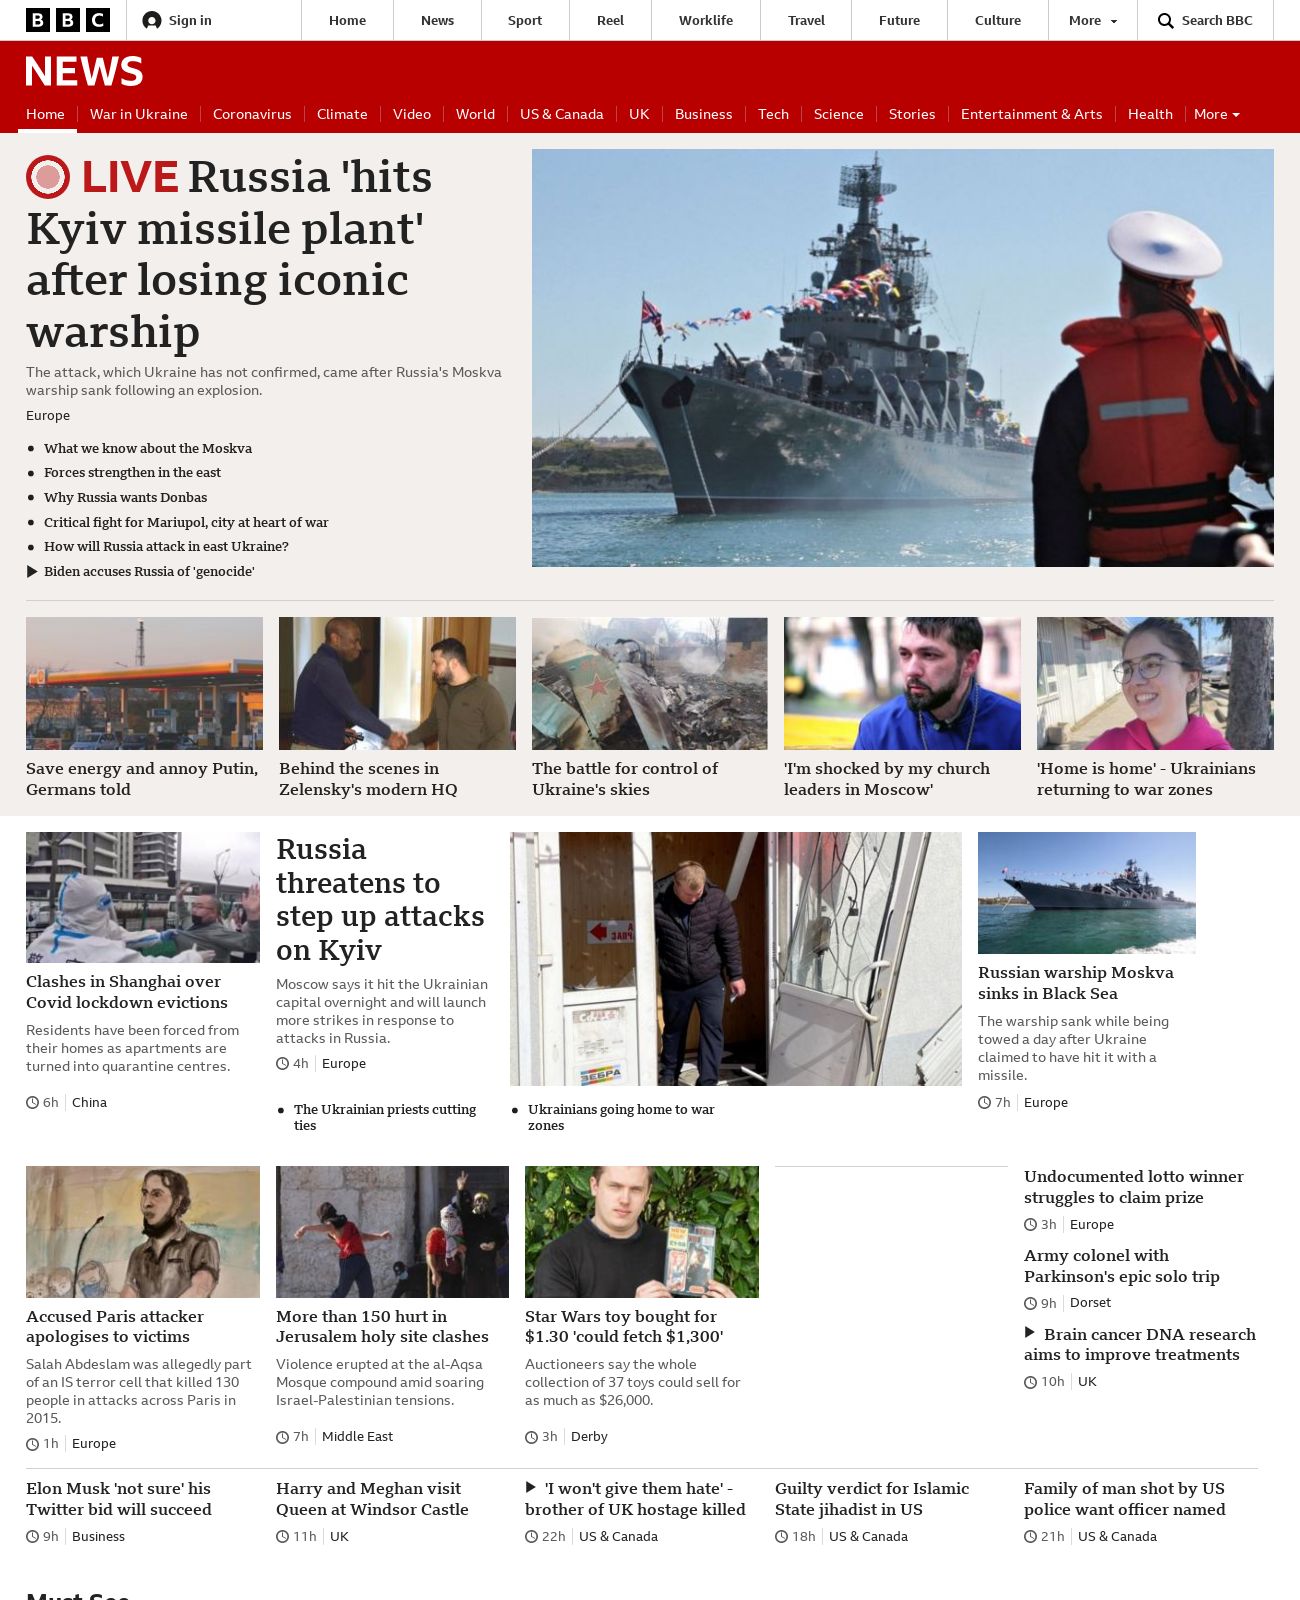 BBC
Sign in
Home
News
Sport
Reel
Worklife
Travel
Future
Culture
More
Search BBC
NEWS
Home
War in Ukraine
Coronavirus
Climate
Video
World
US & Canada
UK
Business
Tech
Science
Stories
Entertainment & Arts
Health
More
LIVE Russia 'hits
Kyiv missile plant'
after losing iconic
warship
The attack, which Ukraine has not confirmed, came after Russia's Moskva
warship sank following an explosion.
Europe
What we know about the Moskva
Forces strengthen in the east
Why Russia wants Donbas
Critical fight for Mariupol, city at heart of war
How will Russia attack in east Ukraine?
Biden accuses Russia of 'genocide'
Save energy and annoy Putin,
Germans told
Behind the scenes in
Zelensky's modern HQ
The battle for control of
Ukraine's skies
'I'm shocked by my church
leaders in Moscow'
'Home is home' - Ukrainians
returning to war zones
Clashes in Shanghai over
Covid lockdown evictions
Residents have been forced from
their homes as apartments are
turned into quarantine centres.
6h
China
Russia
threatens to
step up attacks
on Kyiv
Moscow says it hit the Ukrainian
capital overnight and will launch
more strikes in response to
attacks in Russia.
4h
Europe
The Ukrainian priests cutting
ties
ЗЕБРА
Ukrainians going home to war
zones
Russian warship Moskva
sinks in Black Sea
The warship sank while being
towed a day after Ukraine
claimed to have hit it with a
missile.
7h
Europe
Accused Paris attacker
apologises to victims
Salah Abdeslam was allegedly part
of an IS terror cell that killed 130
people in attacks across Paris in
2015.
1h
Europe
More than 150 hurt in
Jerusalem holy site clashes
Violence erupted at the al-Aqsa
Mosque compound amid soaring
Israel-Palestinian tensions.
7h
Middle East
Star Wars toy bought for
$1.30 'could fetch $1,300'
Auctioneers say the whole
collection of 37 toys could sell for
as much as $26,000.
3h
Derby
Undocumented lotto winner
struggles to claim prize
3h
Europe
Army colonel with
Parkinson's epic solo trip
9h
Dorset
Brain cancer DNA research
aims to improve treatments
10h
UK
Elon Musk 'not sure' his
Twitter bid will succeed
9h
Business
Harry and Meghan visit
Queen at Windsor Castle
11h
UK
'I won't give them hate' -
brother of UK hostage killed
22h
US & Canada
Guilty verdict for Islamic
State jihadist in US
18h
US & Canada
Family of man shot by US
police want officer named
21h
US & Canada
Must See